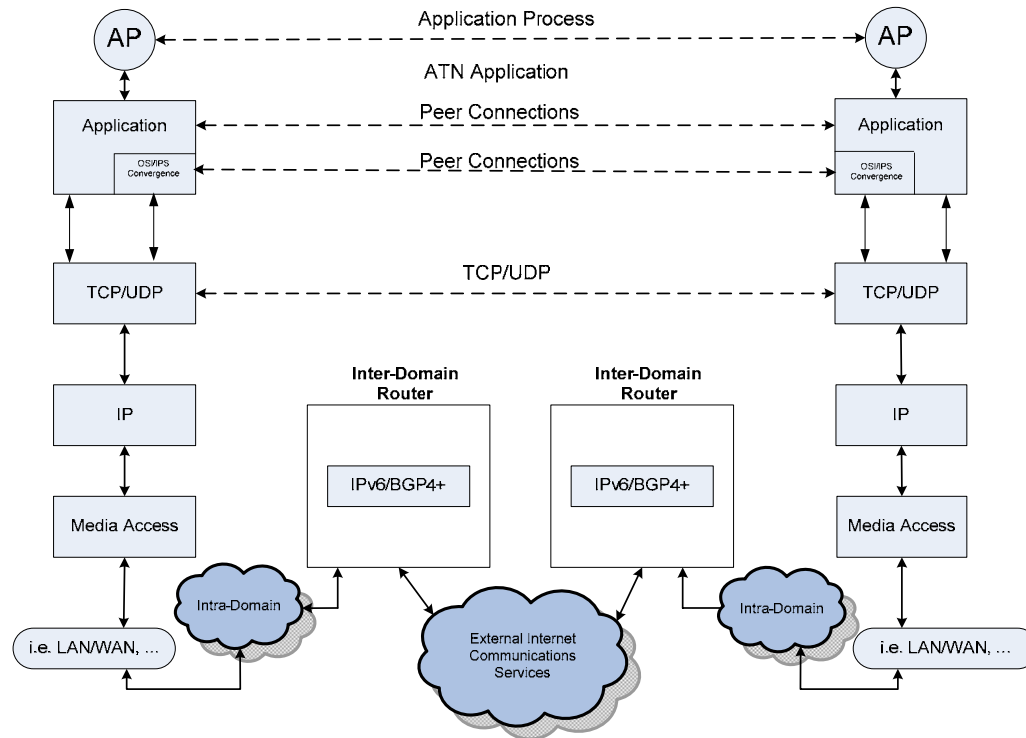 Application Process
AP
AP
ATN Application
Application
Peer Connections
Application
OSI/IPS
Convergence
Peer Connections
OSI/IPS
Convergence
TCP/UDP
TCP/UDP
TCP/UDP
Inter-Domain
Router
Inter-Domain
Router
IP
IP
IPv6/BGP4+
IPv6/BGP4+
Media Access
Media Access
Intra-Domain
Intra-Domain
i.e. LAN/WAN, ...
External Internet
Communications
Services
i.e. LAN/WAN, ...